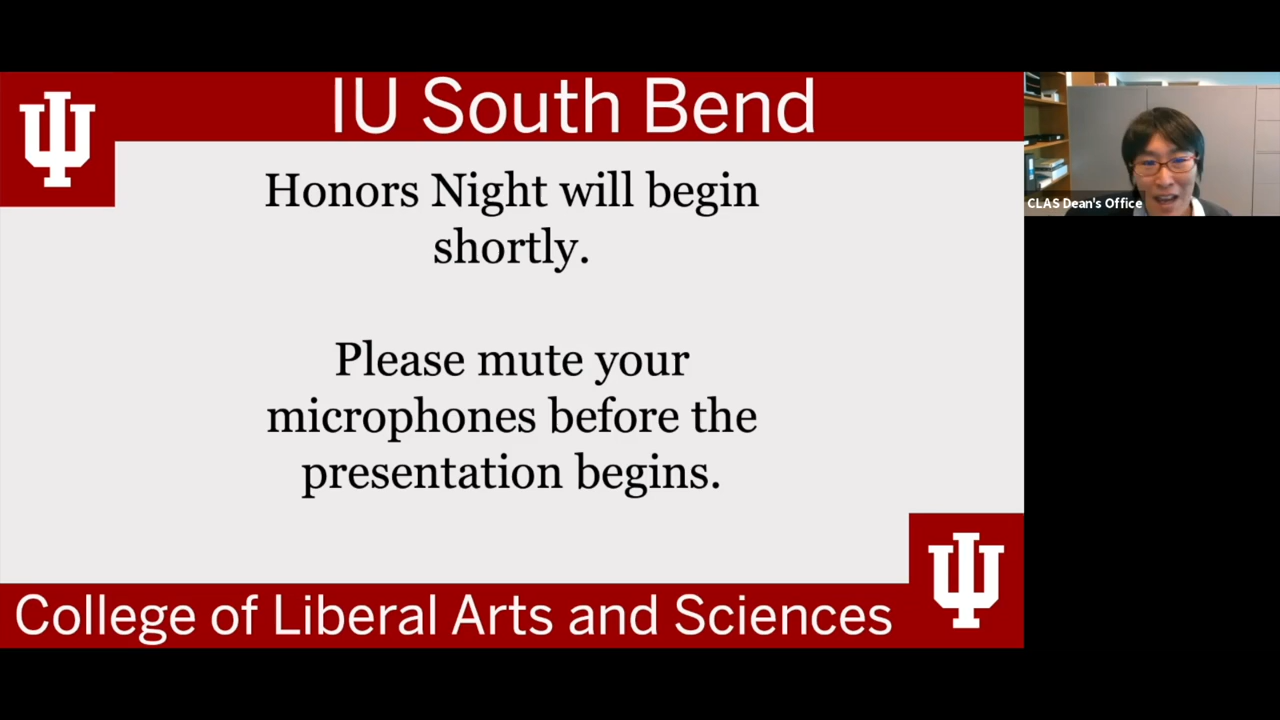 IU South Bend
Honors Night will begin
shortly.
Please mute your
microphones before the
presentation begins.
College of Liberal Arts and Sciences
CLAS Dean's Office